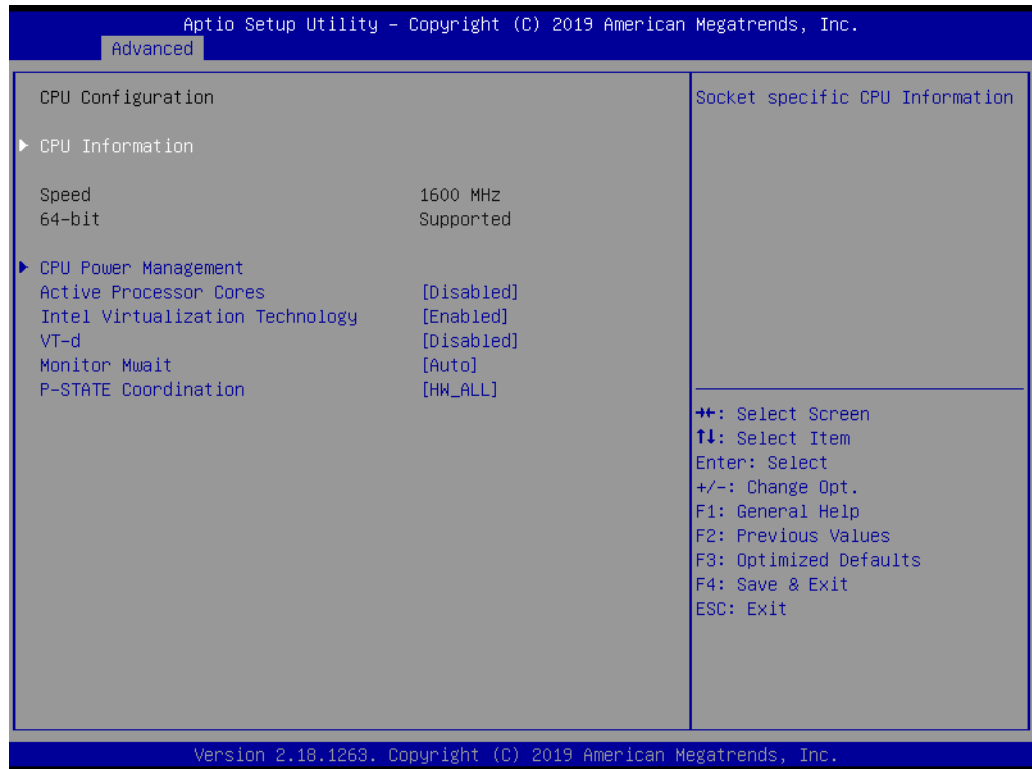 Aptio Setup Utility – Copyright (C) 2019 American Megatrends, Inc.
Advanced
CPU Configuration
CPU Information
Speed 1600 MHz
64-bit Supported
CPU Power Management
Active Processor Cores [Disabled]
Intel Virtualization Technology [Enabled]
VT-d [Disabled]
Monitor Mwait [Auto]
P-STATE Coordination [HW_ALL]
Socket specific CPU Information
→←: Select Screen
↑↓: Select Item
Enter: Select
+/-: Change Opt.
F1: General Help
F2: Previous Values
F3: Optimized Defaults
F4: Save & Exit
ESC: Exit
Version 2.18.1263. Copyright (C) 2019 American Megatrends, Inc.